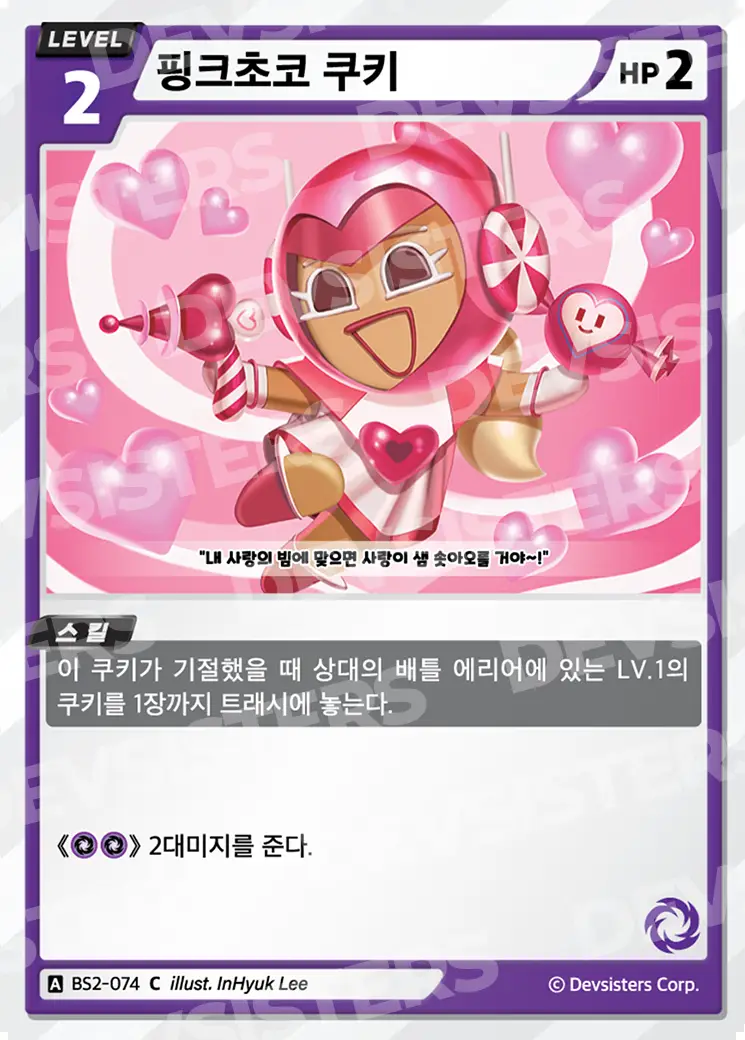 LEVEL
2
핑크초코 쿠키
HP 2
"내 사랑의 빔에 맞으면 사랑이 샘 솟아오를 거야~!"
스킬
이 쿠키가 기절했을 때 상대의 배틀 에리어에 있는 LV.1의
쿠키를 1장까지 트래시에 놓는다.
《》 2대미지를 준다.
A BS2-074 C illust. InHyuk Lee
© Devsisters Corp.
DEVSISTERS